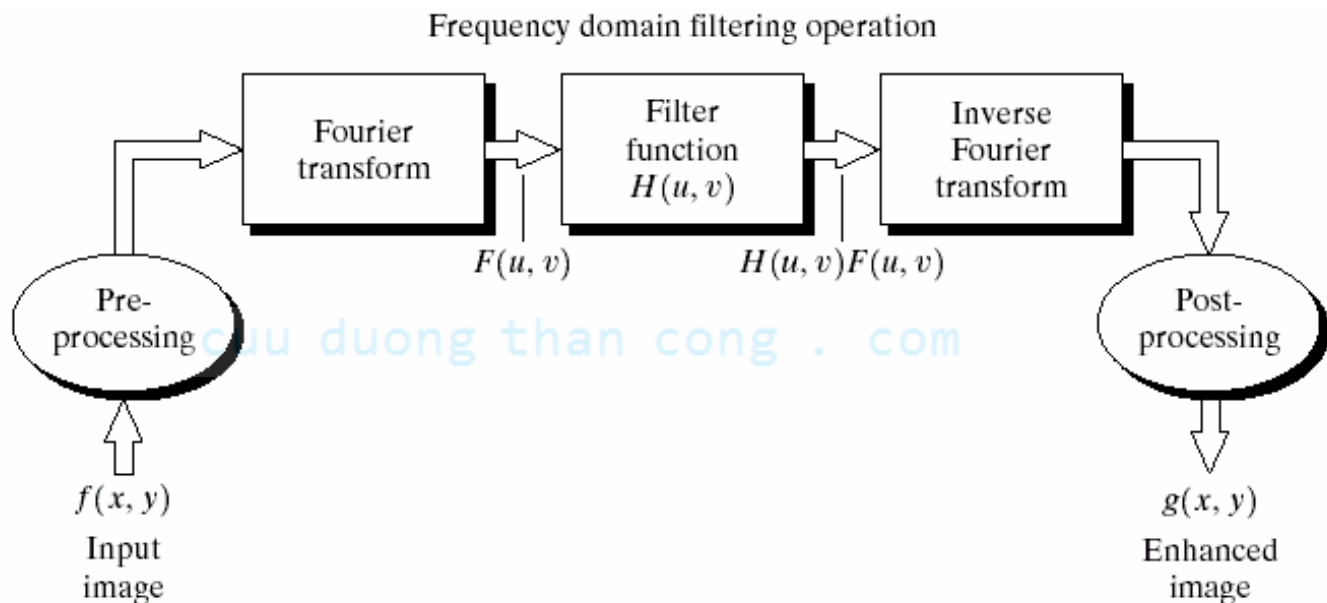 Frequency domain filtering operation
Fourier
transform
Filter
function
H(u, v)
Inverse
Fourier
transform
F(u, v)
H(u, v)F(u, v)
Pre-
processing
Post-
processing
cuu duong than cong . com
f(x, y)
Input
image
g(x, y)
Enhanced
image